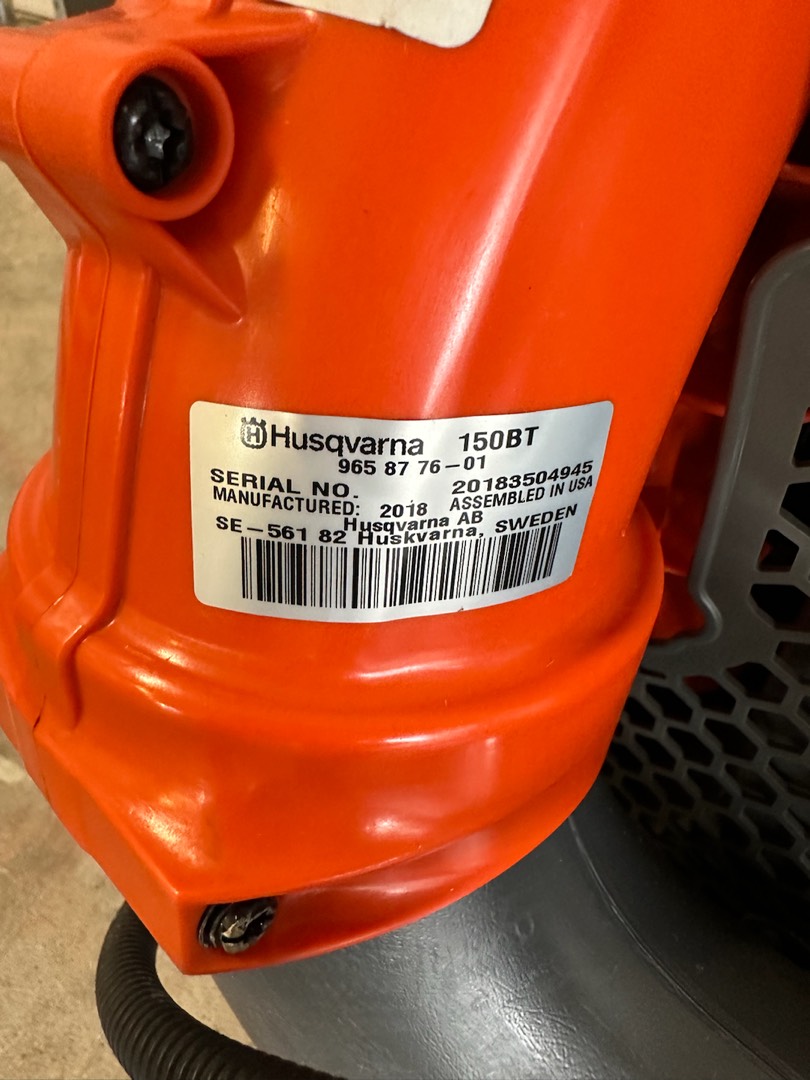 Husqvarna 150BT
965 87 76-01
SERIAL NO. 20183504945
MANUFACTURED: 2018 ASSEMBLED IN USA
Husqvarna AB
SE-561 82 Huskvarna, SWEDEN